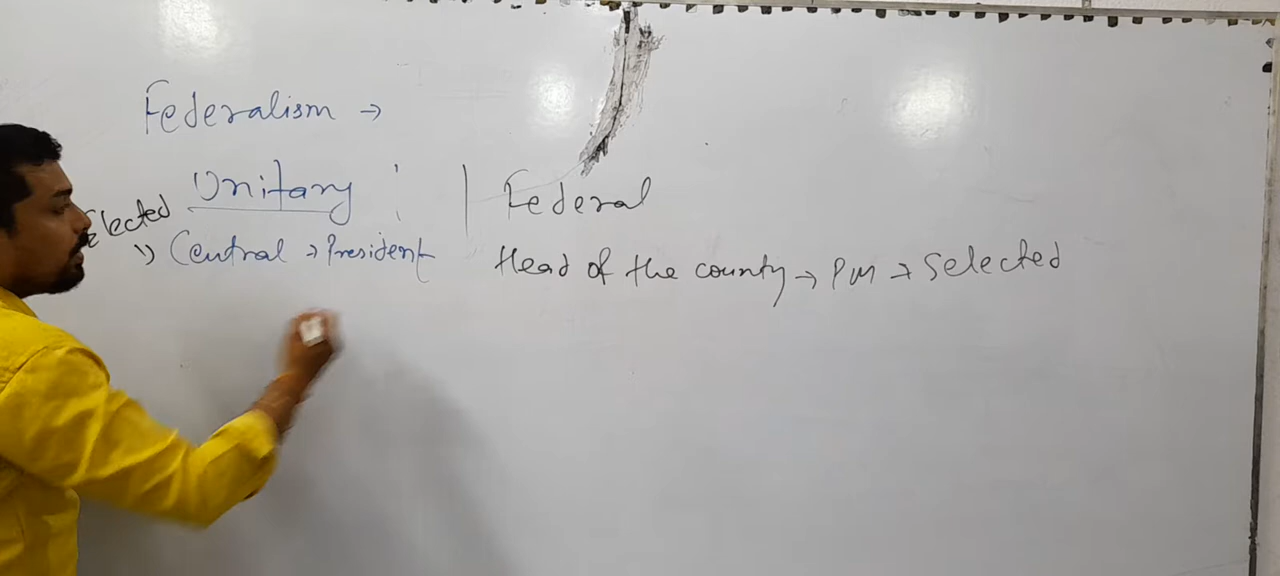 Federalism →
Unitary : | Federal
Elected
1) Central → President
Head of the county → PM → Selected